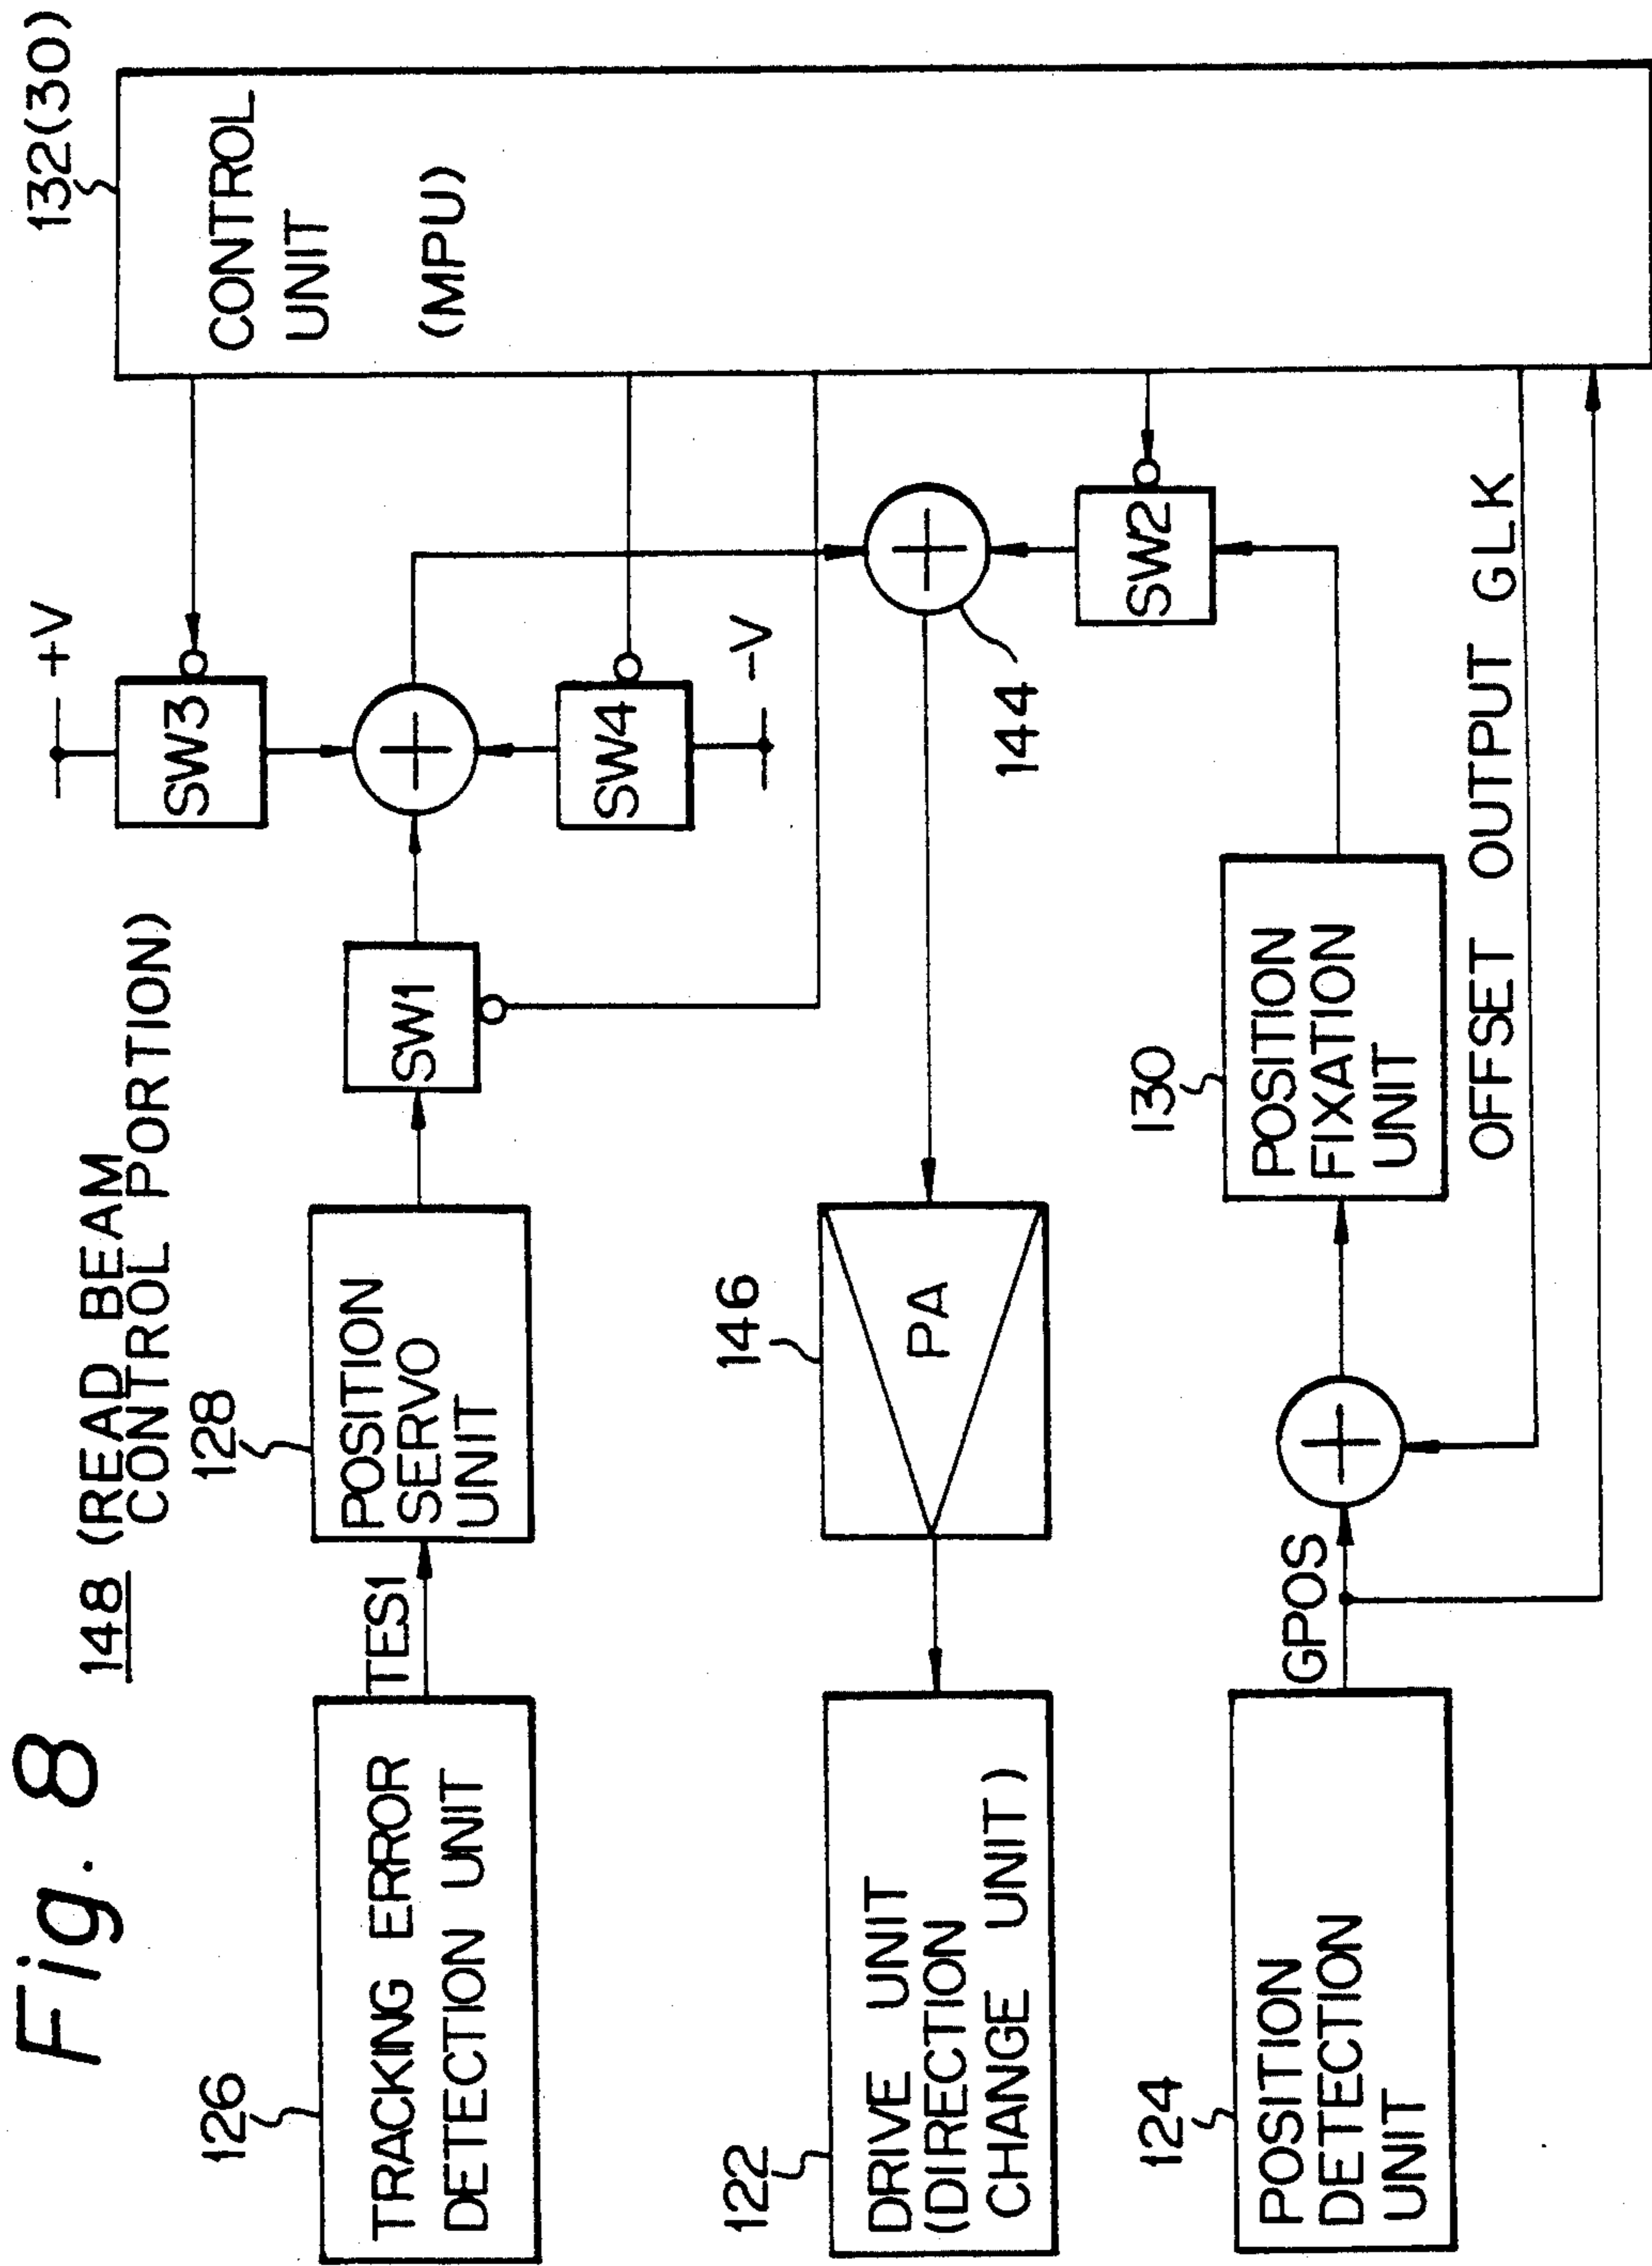 Fig. 8
148 (READ BEAM
CONTROL PORTION)
126
TRACKING ERROR
DETECTION UNIT
TES1
128
POSITION
SERVO
UNIT
SW1
SW3
+V
SW4
-V
132(30)
CONTROL
UNIT
(MPU)
122
DRIVE UNIT
(DIRECTION
CHANGE UNIT)
146
PA
144
SW2
124
POSITION
DETECTION
UNIT
GPOS
130
POSITION
FIXATION
UNIT
OFFSET OUTPUT GLK